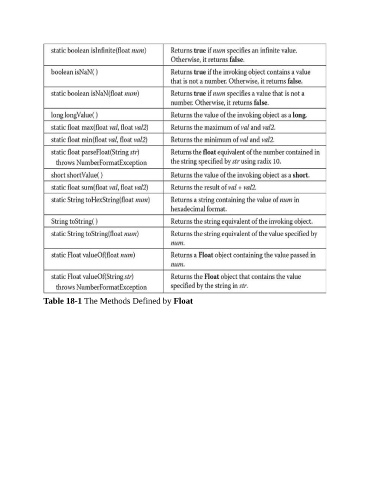 static boolean isInfinite(float num) Returns true if num specifies an infinite value.
Otherwise, it returns false.
boolean isNaN( ) Returns true if the invoking object contains a value
that is not a number. Otherwise, it returns false.
static boolean isNaN(float num) Returns true if num specifies a value that is not a
number. Otherwise, it returns false.
long longValue( ) Returns the value of the invoking object as a long.
static float max(float val, float val2) Returns the maximum of val and val2.
static float min(float val, float val2) Returns the minimum of val and val2.
static float parseFloat(String str) Returns the float equivalent of the number contained in
throws NumberFormatException the string specified by str using radix 10.
short shortValue( ) Returns the value of the invoking object as a short.
static float sum(float val, float val2) Returns the result of val + val2.
static String toHexString(float num) Returns a string containing the value of num in
hexadecimal format.
String toString( ) Returns the string equivalent of the invoking object.
static String toString(float num) Returns the string equivalent of the value specified by
num.
static Float valueOf(float num) Returns a Float object containing the value passed in
num.
static Float valueOf(String str) Returns the Float object that contains the value
throws NumberFormatException specified by the string in str.
Table 18-1 The Methods Defined by Float